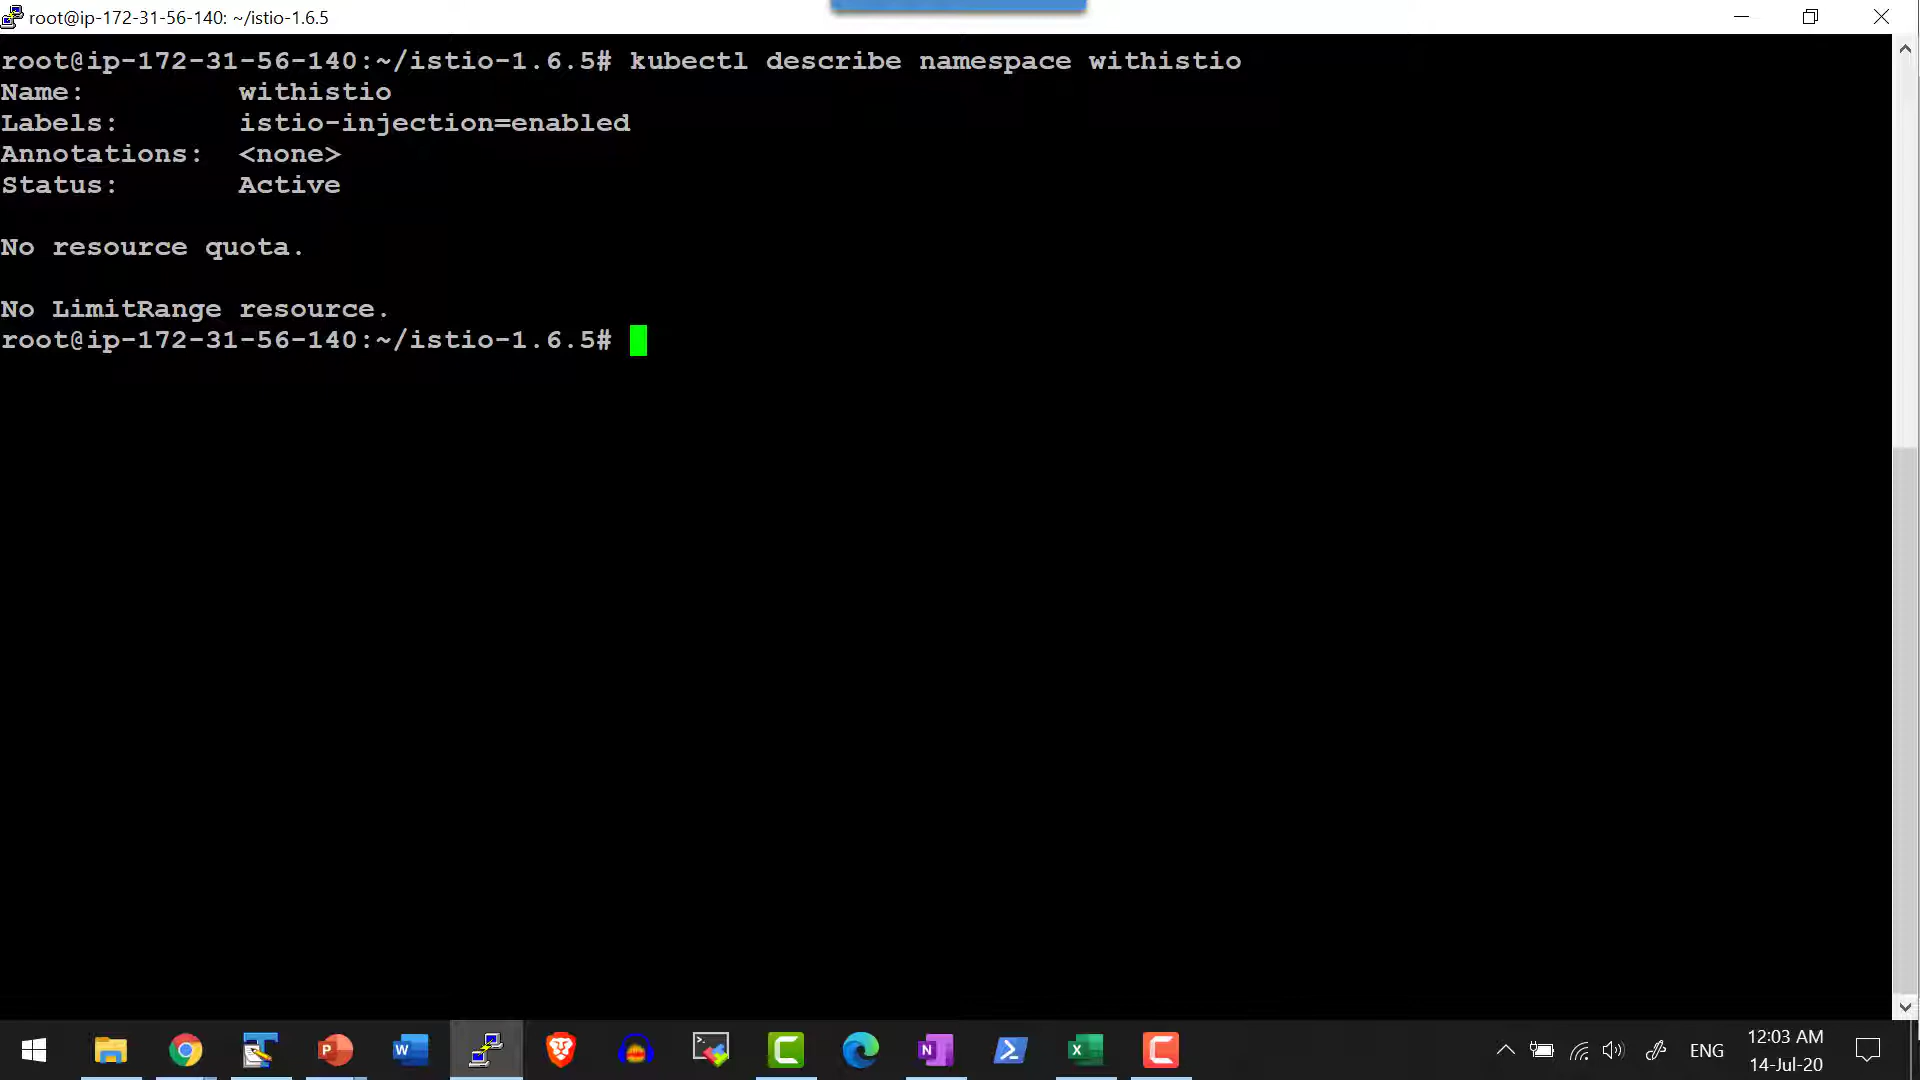 root@ip-172-31-56-140: ~/istio-1.6.5
root@ip-172-31-56-140:~/istio-1.6.5# kubectl describe namespace withistio
Name:         withistio
Labels:       istio-injection=enabled
Annotations:  <none>
Status:       Active
No resource quota.
No LimitRange resource.
root@ip-172-31-56-140:~/istio-1.6.5#
ENG
12:03 AM
14-Jul-20